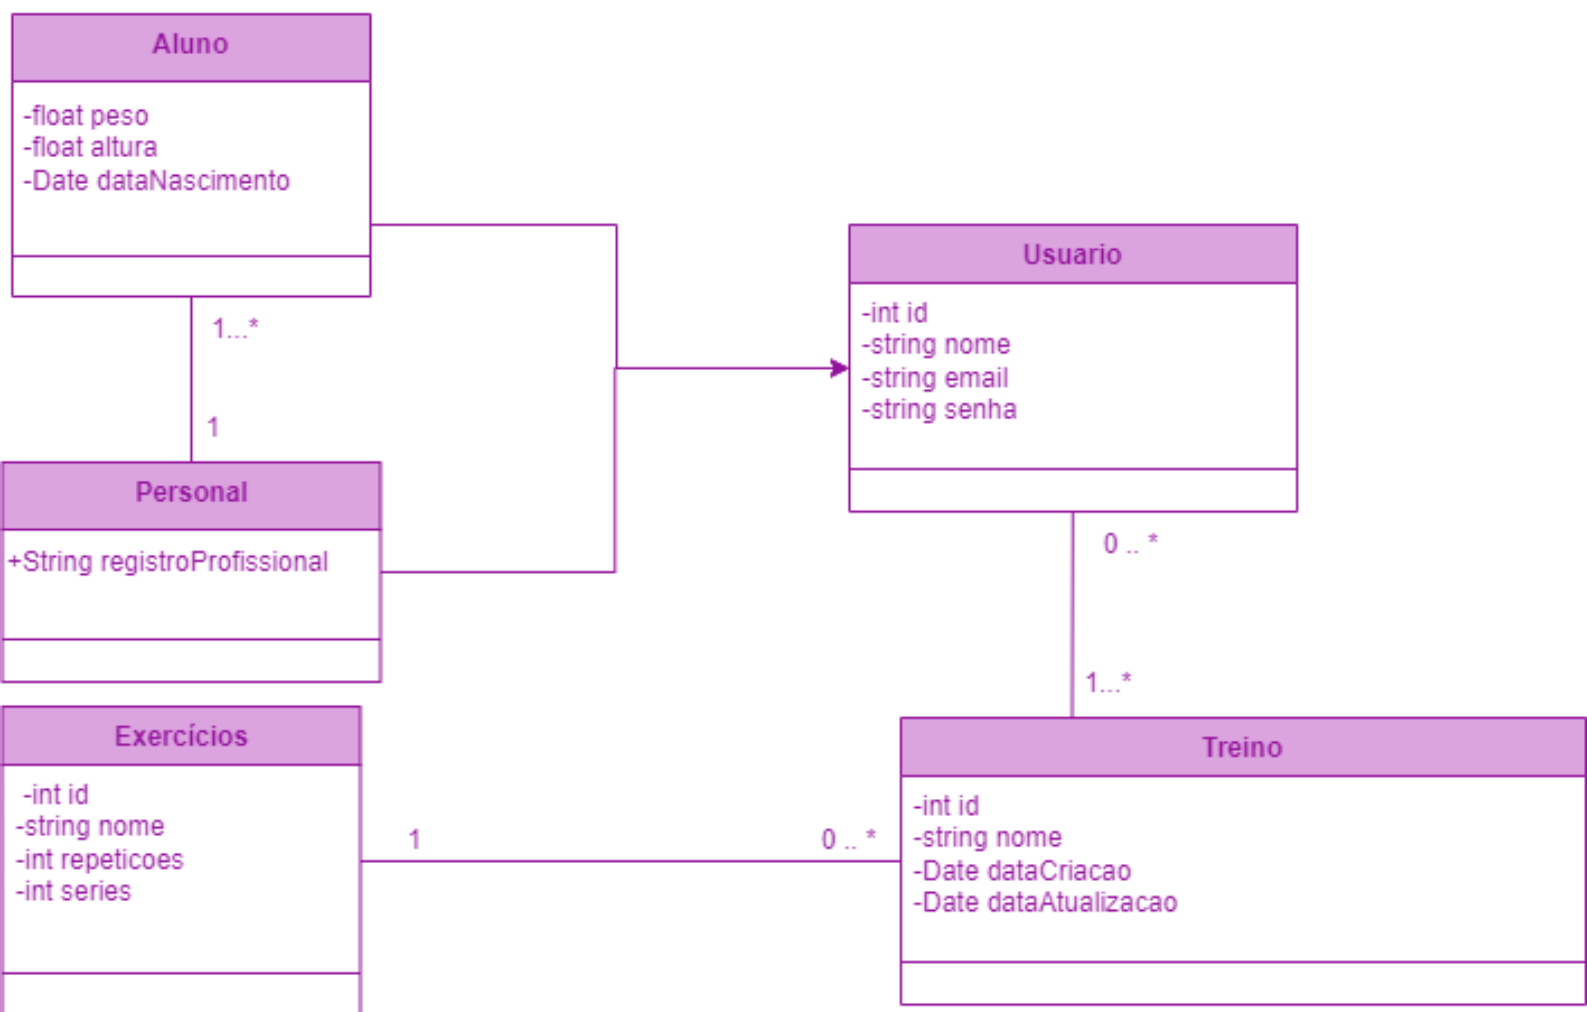 Aluno
-float peso
-float altura
-Date dataNascimento
1...*
1
Personal
+String registroProfissional
Usuario
-int id
-string nome
-string email
-string senha
0 .. *
1...*
Exercícios
-int id
-string nome
-int repeticoes
-int series
1
0 .. *
Treino
-int id
-string nome
-Date dataCriacao
-Date dataAtualizacao